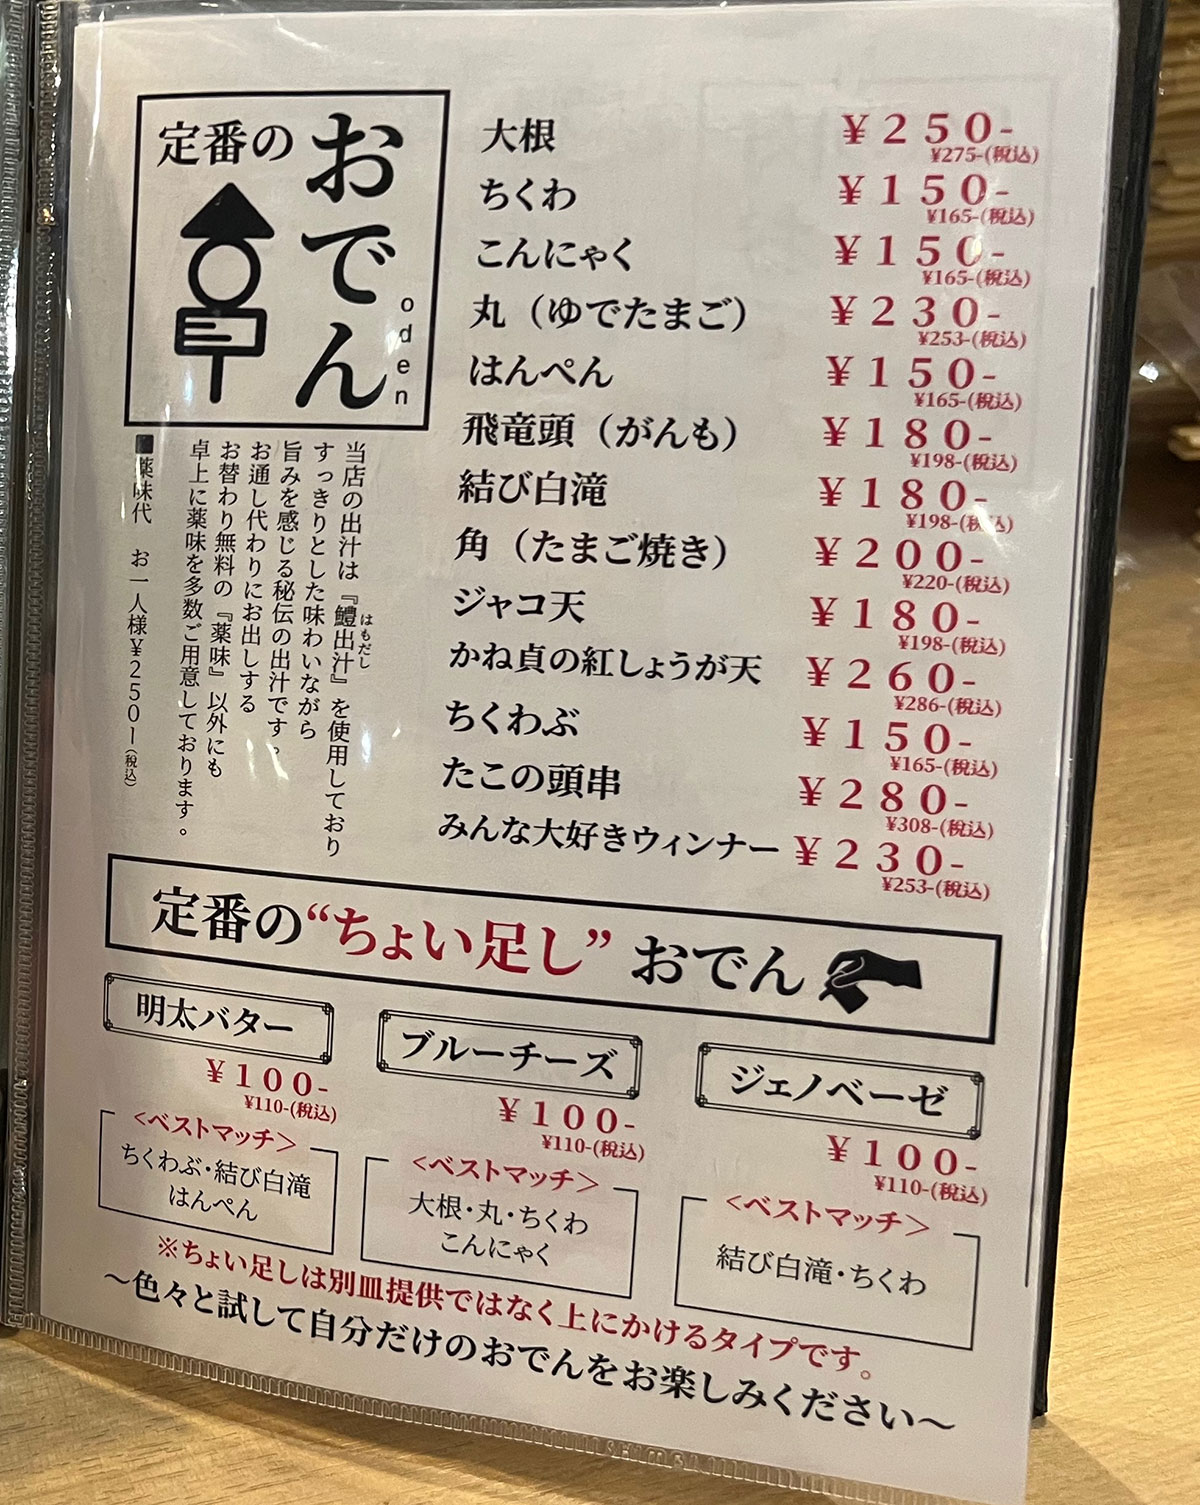 定番の
おでん
oden
当店の出汁は『鱧出汁』を使用しており
はもだし
すっきりとした味わいながら
旨みを感じる秘伝の出汁です。
お通し代わりにお出しする
お替わり無料の『薬味』以外にも
卓上に薬味を多数ご用意しております。
■薬味代 お一人様¥250-(税込)
大根 ¥250-
¥275-(税込)
ちくわ ¥150-
¥165-(税込)
こんにゃく ¥150-
¥165-(税込)
丸(ゆでたまご) ¥230-
¥253-(税込)
はんぺん ¥150-
¥165-(税込)
飛竜頭(がんも) ¥180-
¥198-(税込)
結び白滝 ¥180-
¥198-(税込)
角(たまご焼き) ¥200-
¥220-(税込)
ジャコ天 ¥180-
¥198-(税込)
かね貞の紅しょうが天 ¥260-
¥286-(税込)
ちくわぶ ¥150-
¥165-(税込)
たこの頭串 ¥280-
¥308-(税込)
みんな大好きウィンナー ¥230-
¥253-(税込)
定番の“ちょい足し”おでん
明太バター
¥100-
¥110-(税込)
<ベストマッチ>
ちくわぶ・結び白滝
はんぺん
ブルーチーズ
¥100-
¥110-(税込)
<ベストマッチ>
大根・丸・ちくわ
こんにゃく
ジェノベーゼ
¥100-
¥110-(税込)
<ベストマッチ>
結び白滝・ちくわ
※ちょい足しは別皿提供ではなく上にかけるタイプです。
〜色々と試して自分だけのおでんをお楽しみください〜